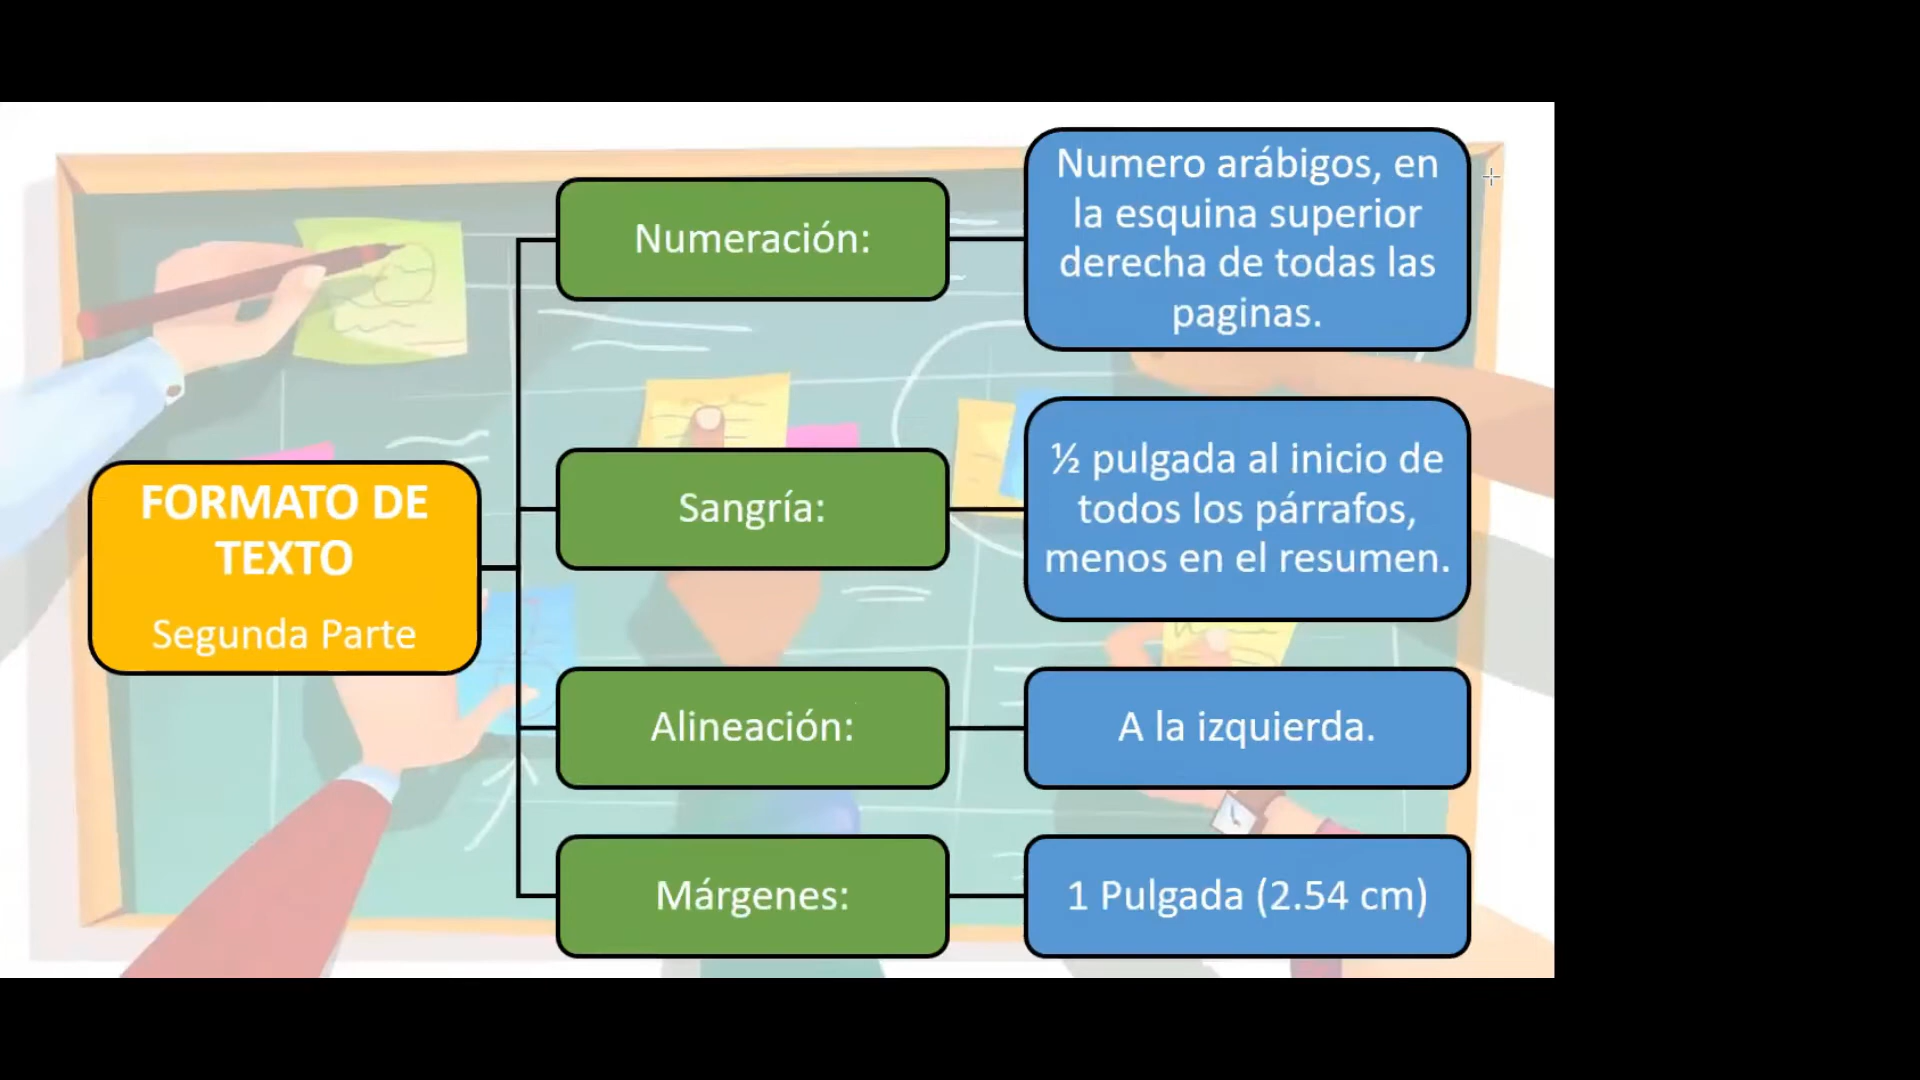 FORMATO DE
TEXTO
Segunda Parte
Numeración:
Numero arábigos, en
la esquina superior
derecha de todas las
paginas.
Sangría:
½ pulgada al inicio de
todos los párrafos,
menos en el resumen.
Alineación:
A la izquierda.
Márgenes:
1 Pulgada (2.54 cm)